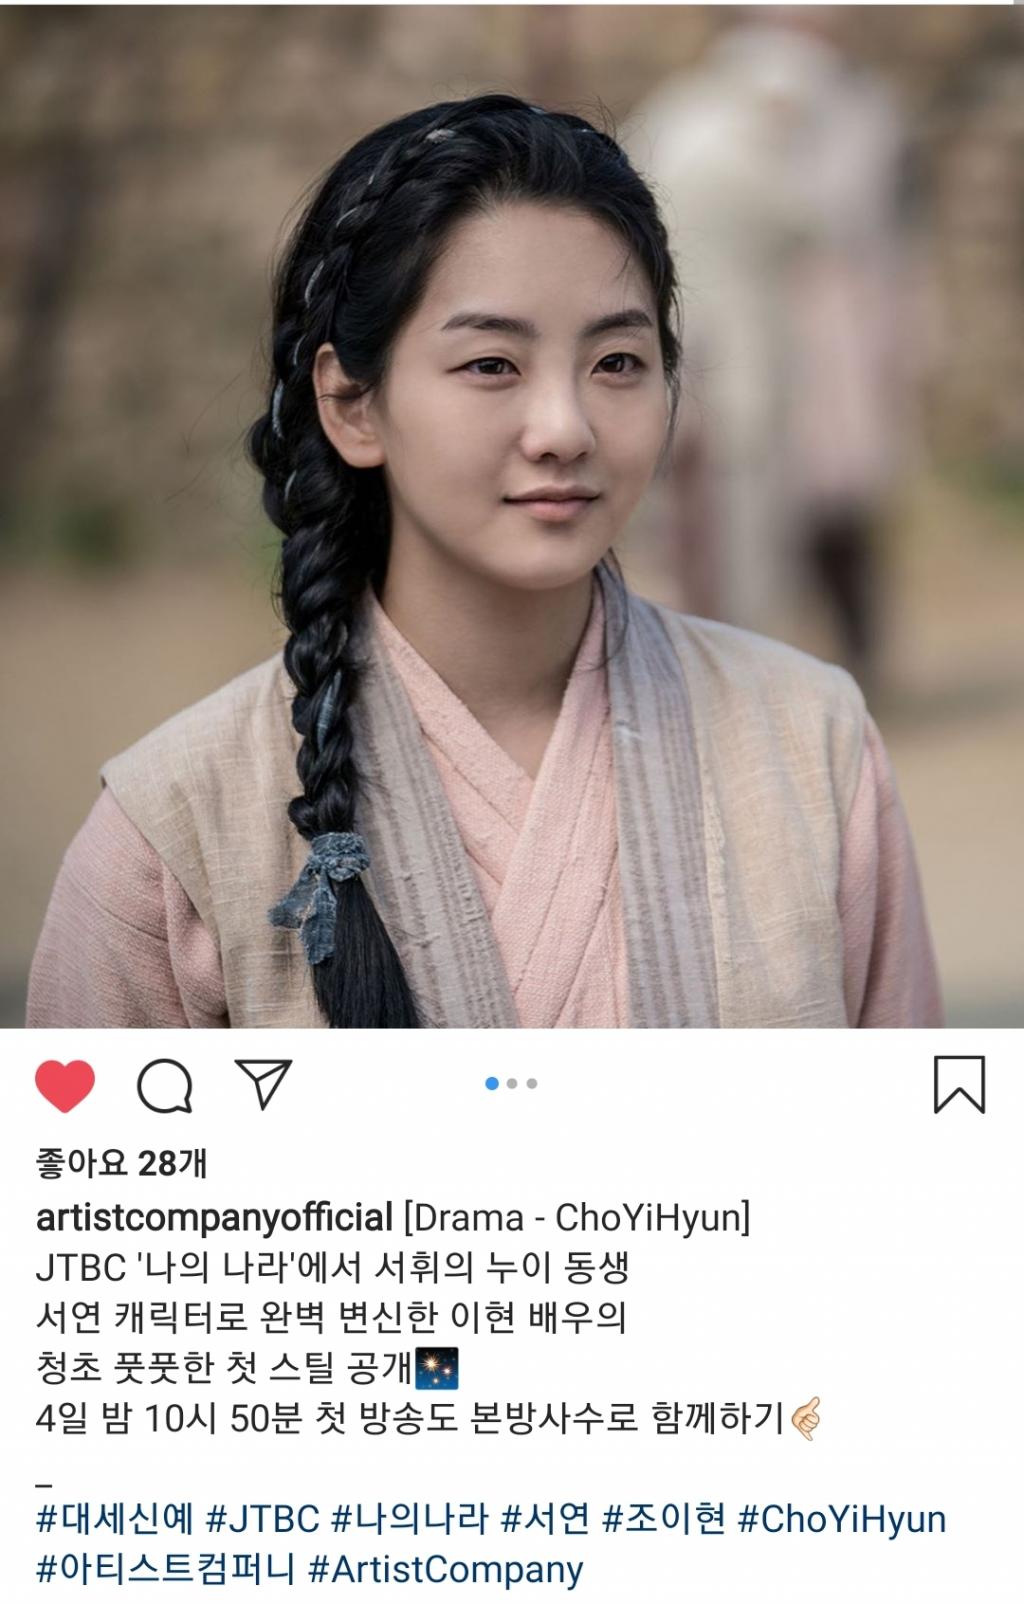 좋아요 28개
artistcompanyofficial [Drama - ChoYiHyun]
JTBC '나의 나라'에서 서휘의 누이 동생
서연 캐릭터로 완벽 변신한 이현 배우의
청초 풋풋한 첫 스틸 공개🎇
4일 밤 10시 50분 첫 방송도 본방사수로 함께하기🤙🏻
_
#대세신예 #JTBC #나의나라 #서연 #조이현 #ChoYiHyun
#아티스트컴퍼니 #ArtistCompany